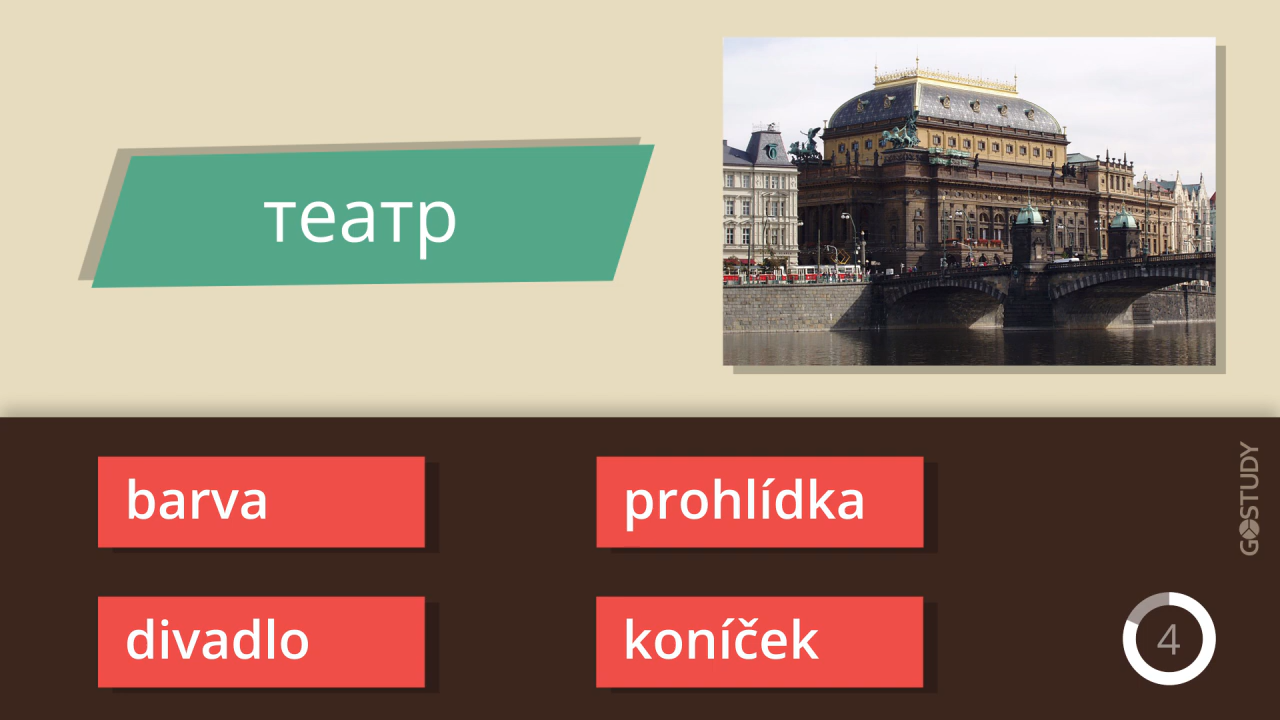 театр
barva
prohlídka
divadlo
koníček
4
GOSTUDY